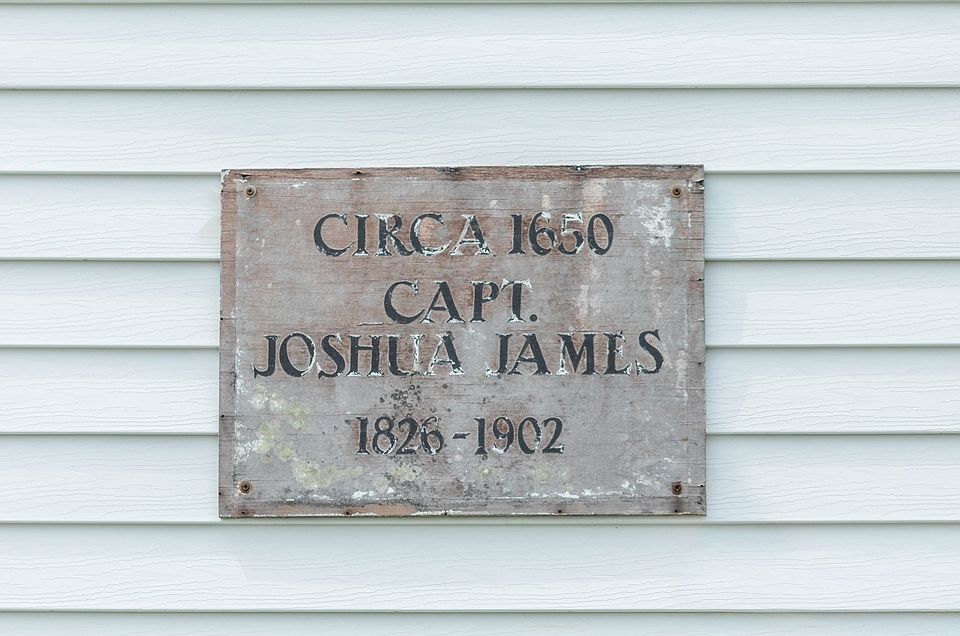 CIRCA 1650
CAPT.
JOSHUA JAMES
1826-1902